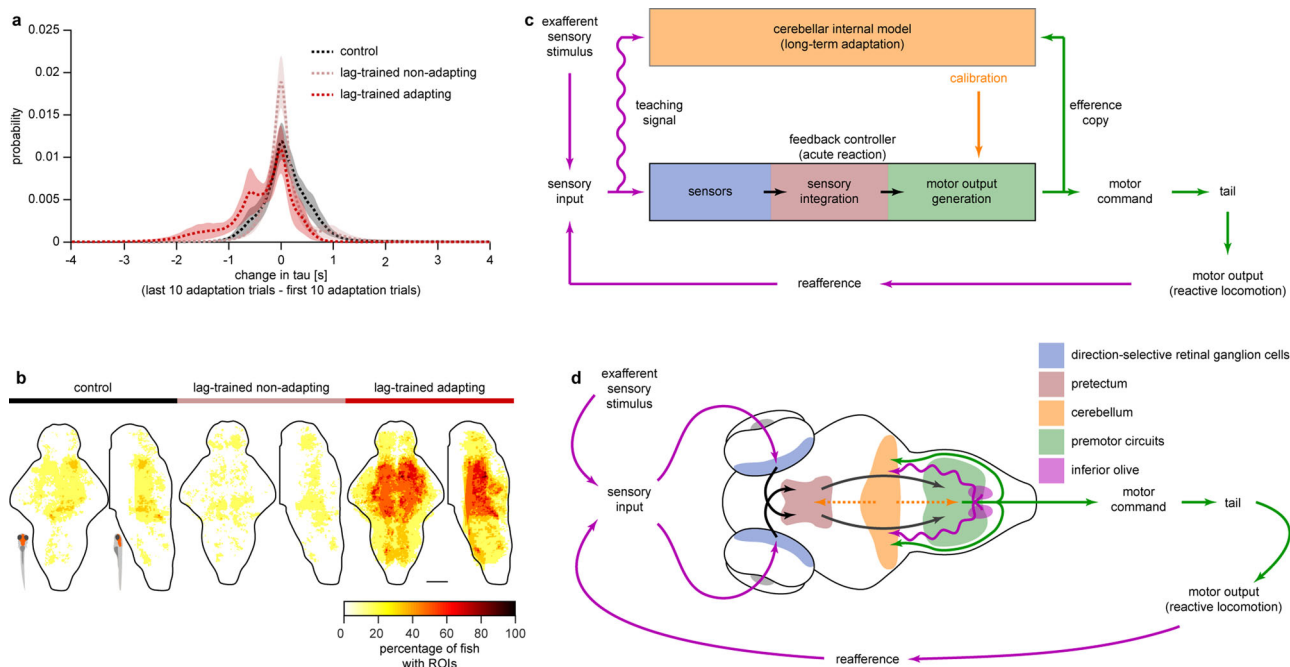 a
0.025
0.02
0.015
0.01
0.005
0
probability
control
lag-trained non-adapting
lag-trained adapting
-4
-3
-2
-1
0
1
2
3
4
change in tau [s]
(last 10 adaptation trials - first 10 adaptation trials)
b
control
lag-trained non-adapting
lag-trained adapting
0
20
40
60
80
100
percentage of fish
with ROIs
c
exafferent
sensory
stimulus
cerebellar internal model
(long-term adaptation)
calibration
teaching
signal
efference
copy
feedback controller
(acute reaction)
sensory
input
sensors
sensory
integration
motor output
generation
motor
command
tail
motor output
(reactive locomotion)
reafference
d
direction-selective retinal ganglion cells
pretectum
cerebellum
premotor circuits
inferior olive
exafferent
sensory
stimulus
sensory
input
motor
command
tail
motor output
(reactive locomotion)
reafference